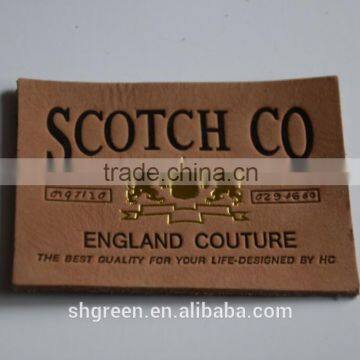 SCOTCH CO
trade.china.cn
ENGLAND COUTURE
THE BEST QUALITY FOR YOUR LIFE-DESIGNED BY HC
shgreen.en.alibaba.com